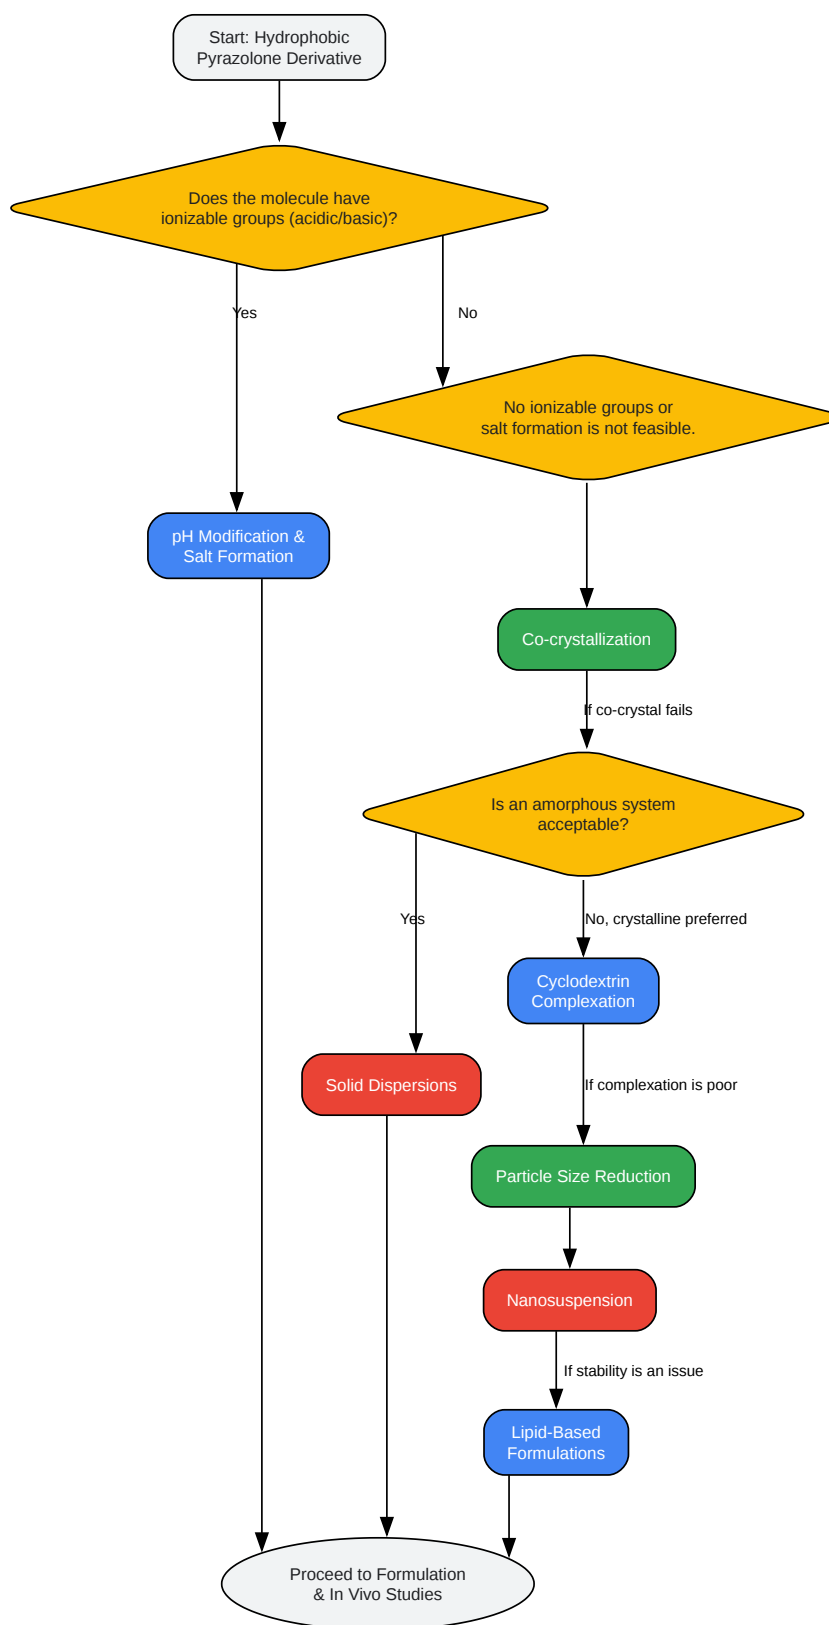 Start: Hydrophobic
Pyrazolone Derivative
Does the molecule have
ionizable groups (acidic/basic)?
Yes
No
No ionizable groups or
salt formation is not feasible.
pH Modification &
Salt Formation
Co-crystallization
If co-crystal fails
Is an amorphous system
acceptable?
Yes
No, crystalline preferred
Cyclodextrin
Complexation
Solid Dispersions
If complexation is poor
Particle Size Reduction
Nanosuspension
If stability is an issue
Lipid-Based
Formulations
Proceed to Formulation
& In Vivo Studies